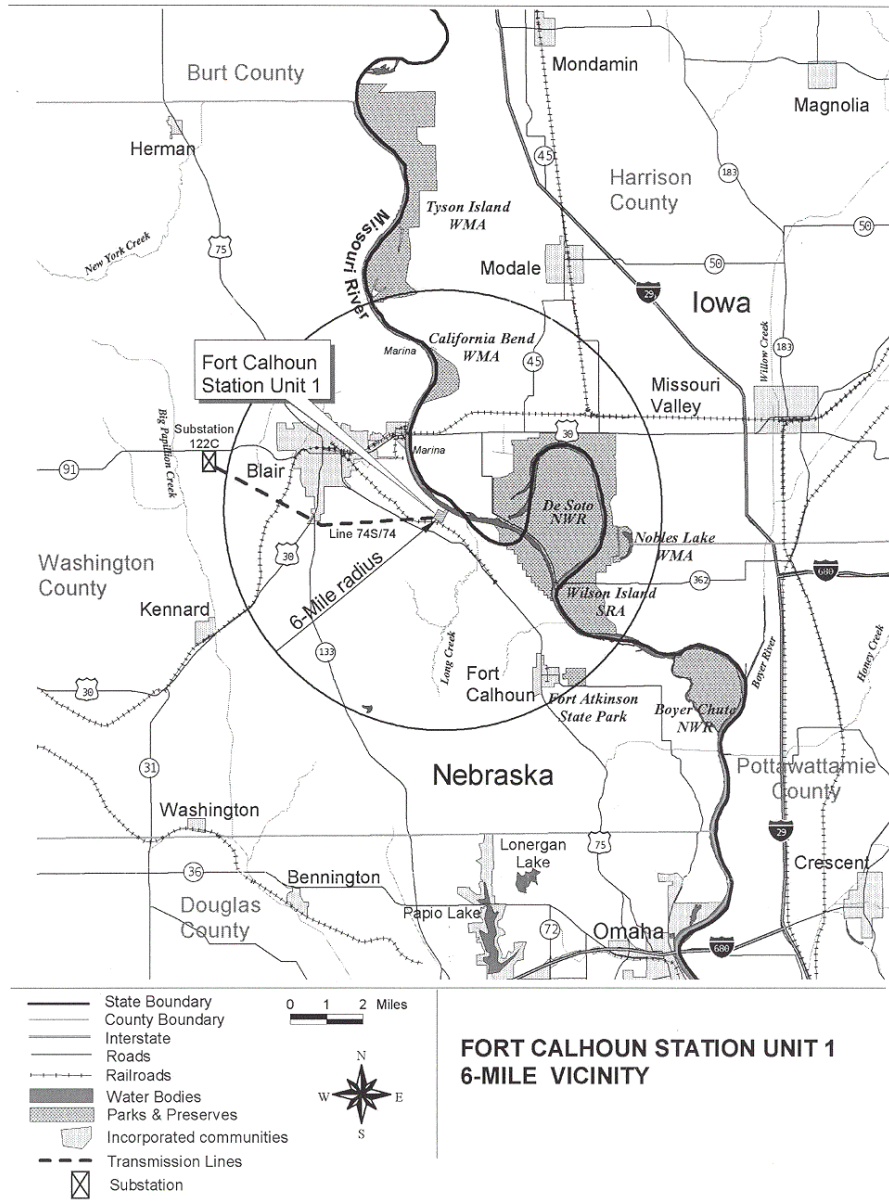 Burt County
Mondamin
Magnolia
Herman
45
183
Harrison
County
Tyson Island
WMA
Missouri River
50
75
New York Creek
Modale
50
29
Iowa
Willow Creek
183
Marina
California Bend
WMA
45
Fort Calhoun
Station Unit 1
Missouri
Valley
Big Papillion Creek
Substation
122C
30
Marina
91
Blair
De Soto
NWR
Line 74S/74
Nobles Lake
WMA
Washington
County
30
6-Mile radius
362
680
Wilson Island
SRA
Kennard
133
Long Creek
Boyer River
Honey Creek
Fort
Calhoun
30
Fort Atkinson
State Park
Boyer Chute
NWR
31
Nebraska
Pottawattamie
County
Washington
29
75
Lonergan
Lake
Crescent
36
Bennington
Douglas
County
Papio Lake
72
Omaha
680
State Boundary
County Boundary
Interstate
Roads
Railroads
Water Bodies
Parks & Preserves
Incorporated communities
Transmission Lines
Substation
0 1 2 Miles
N
W E
S
FORT CALHOUN STATION UNIT 1
6-MILE VICINITY